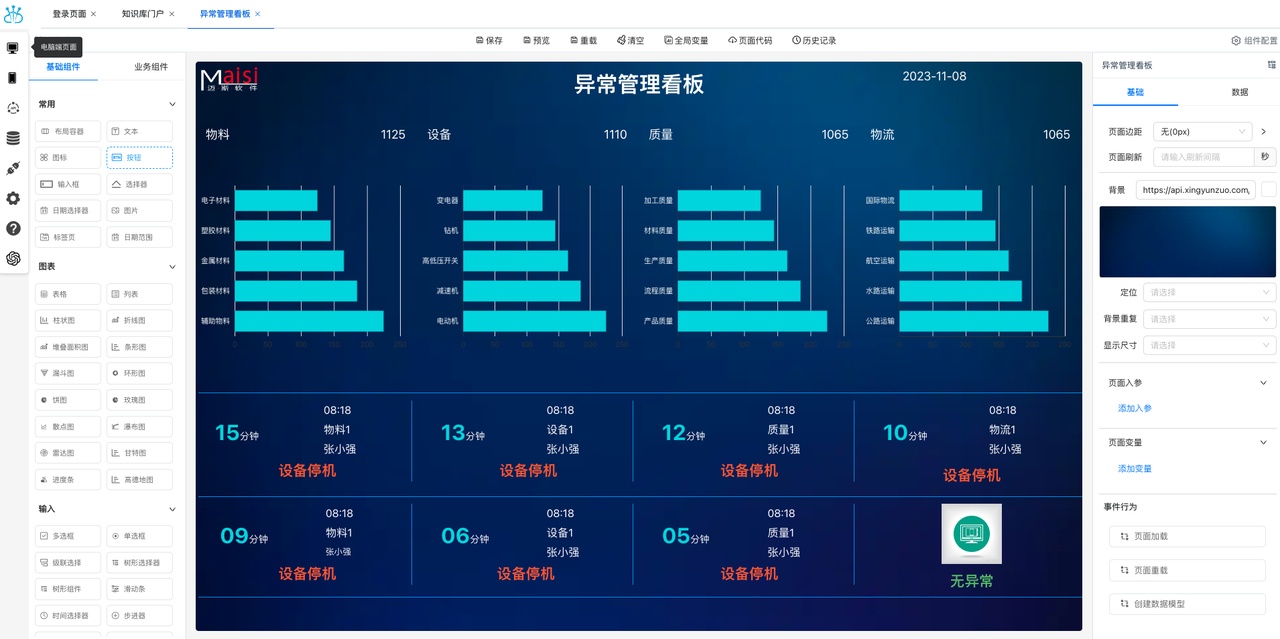 登录页面 × 知识库门户 × 异常管理看板 ×
电脑端页面
保存 预览 重载 清空 全局变量 页面代码 历史记录 组件配置
基础组件 业务组件
常用
布局容器 文本
图标 按钮
输入框 选择器
日期选择器 图片
标签页 日期范围
图表
表格 列表
柱状图 折线图
堆叠面积图 条形图
漏斗图 环形图
饼图 玫瑰图
散点图 瀑布图
雷达图 甘特图
进度条 高德地图
输入
多选框 单选框
级联选择 树形选择器
树形组件 滑动条
时间选择器 步进器
Maisi
迈斯软件
异常管理看板
2023-11-08
物料 1125 设备 1110 质量 1065 物流 1065
电子材料 变电器 加工质量 国际物流
塑胶材料 钻机 材料质量 铁路运输
金属材料 高低压开关 生产质量 航空运输
包装材料 减速机 流程质量 水路运输
辅助物料 电动机 产品质量 公路运输
0 50 100 150 200 250 0 50 100 150 200 250 0 50 100 150 200 250 0 50 100 150 200 250
08:18 08:18 08:18 08:18
15分钟 物料1 13分钟 设备1 12分钟 质量1 10分钟 物流1
张小强 张小强 张小强 张小强
设备停机 设备停机 设备停机 设备停机
08:18 08:18 08:18
09分钟 物料1 06分钟 设备1 05分钟 质量1
张小强 张小强 张小强
设备停机 设备停机 设备停机 无异常
异常管理看板
基础 数据
页面边距 无(0px)
页面刷新 请输入刷新间隔 秒
背景 https://api.xingyunzuo.com/
定位 请选择
背景重复 请选择
显示尺寸 请选择
页面入参
添加入参
页面变量
添加变量
事件行为
页面加载
页面重载
创建数据模型